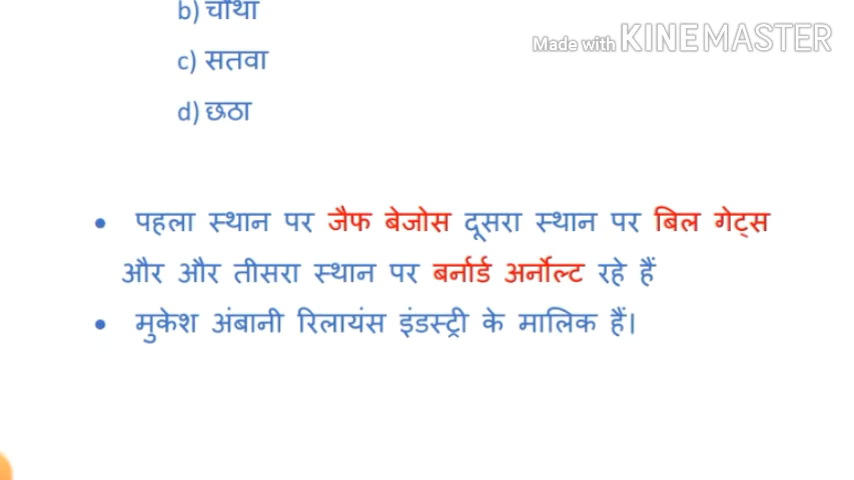 b) चौथा
Made with KINEMASTER
c) सतवा
d) छठा
• पहला स्थान पर जैफ बेजोस दूसरा स्थान पर बिल गेट्स
और और तीसरा स्थान पर बर्नार्ड अर्नोल्ट रहे हैं
• मुकेश अंबानी रिलायंस इंडस्ट्री के मालिक हैं।